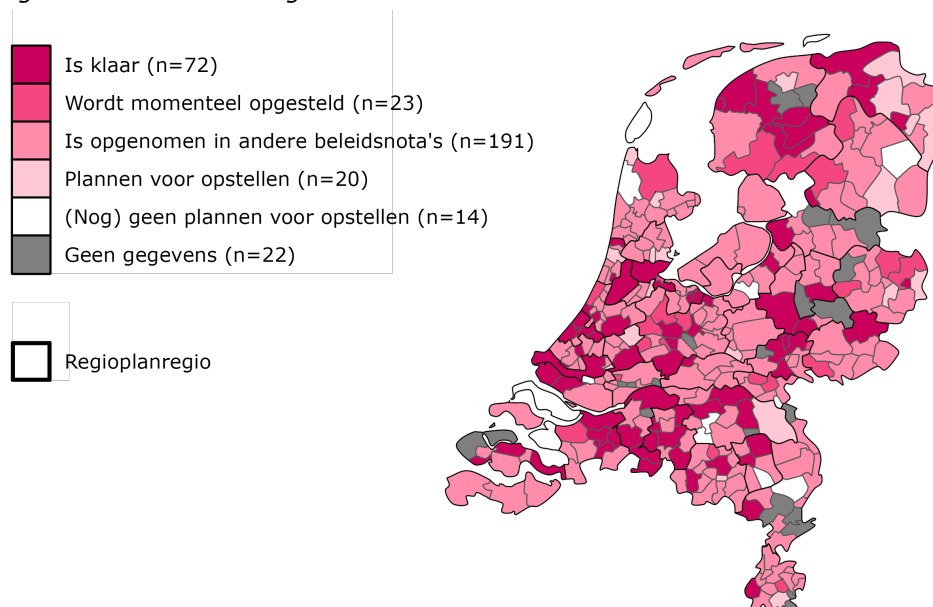 Is klaar (n=72)
Wordt momenteel opgesteld (n=23)
Is opgenomen in andere beleidsnota's (n=191)
Plannen voor opstellen (n=20)
(Nog) geen plannen voor opstellen (n=14)
Geen gegevens (n=22)
Regioplanregio